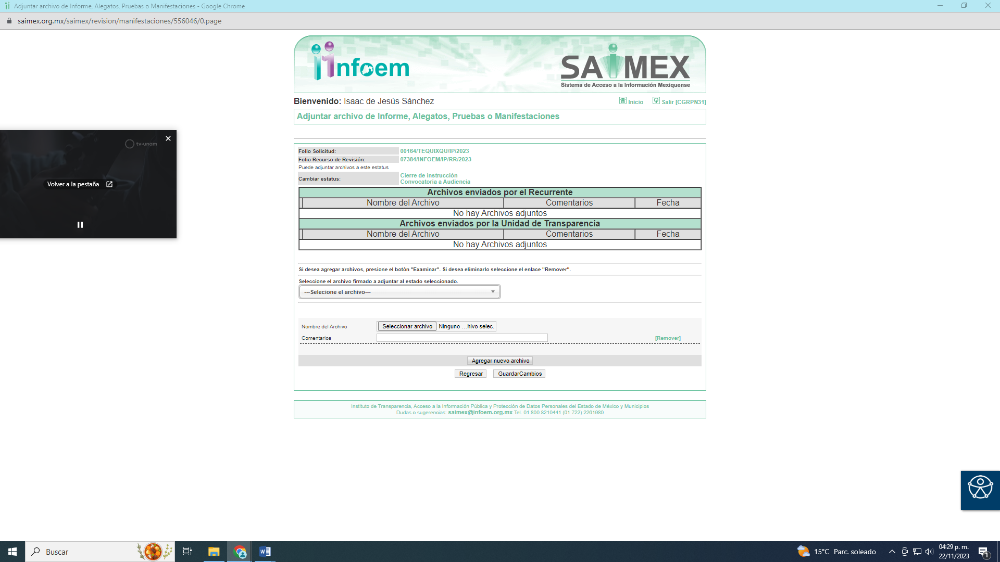 Adjuntar archivo de Informe, Alegatos, Pruebas o Manifestaciones - Google Chrome
saimex.org.mx/saimex/revision/manifestaciones/556046/0.page
infoem
SAIMEX
Sistema de Acceso a la Información Mexiquense
Bienvenido: Isaac de Jesús Sánchez
Inicio Salir [CGRPN31]
Adjuntar archivo de Informe, Alegatos, Pruebas o Manifestaciones
tv·unam
Volver a la pestaña
Folio Solicitud: 00164/TEQUIXQU/IP/2023
Folio Recurso de Revisión: 07384/INFOEM/IP/RR/2023
Puede adjuntar archivos a este estatus
Cambiar estatus: Cierre de instrucción
Convocatoria a Audiencia
Archivos enviados por el Recurrente
Nombre del Archivo Comentarios Fecha
No hay Archivos adjuntos
Archivos enviados por la Unidad de Transparencia
Nombre del Archivo Comentarios Fecha
No hay Archivos adjuntos
Si desea agregar archivos, presione el botón "Examinar". Si desea eliminarlo seleccione el enlace "Remover".
Seleccione el archivo firmado a adjuntar al estado seleccionado.
---Selecione el archivo---
Nombre del Archivo Seleccionar archivo Ninguno ...hivo selec.
Comentarios [Remover]
Agregar nuevo archivo
Regresar GuardarCambios
Instituto de Transparencia, Acceso a la Información Pública y Protección de Datos Personales del Estado de México y Municipios
Dudas o sugerencias: saimex@infoem.org.mx Tel. 01 800 8210441 (01 722) 2261980
Buscar
15°C Parc. soleado
04:29 p. m.
22/11/2023
1